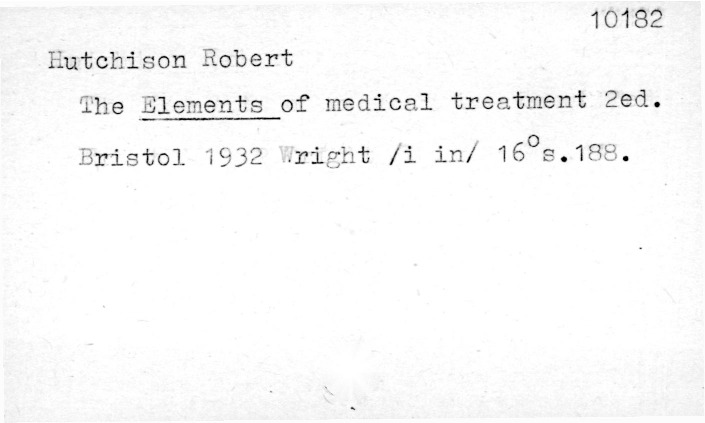 10182
Hutchison Robert
The Elements of medical treatment 2ed.
Bristol 1932 Wright /i in/ 16°s.188.